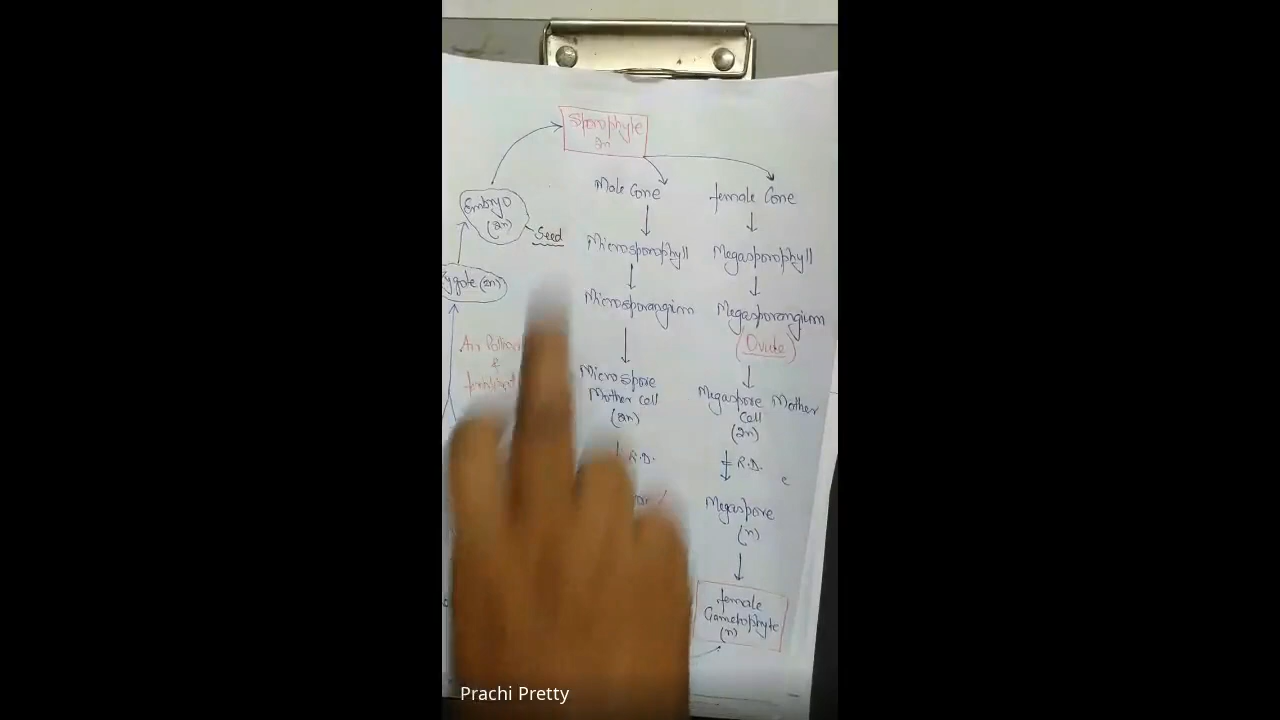 Sporophyte
2n
Male Cone
female Cone
Embryo
(2n)
Seed
Microsporophyll
Megasporophyll
(2n)
Microsporangium
Megasporangium
(Ovule)
Air
&
Microspore
Mother cell
(2n)
Megaspore Mother
Cell
(2n)
R.D.
R.D.
Megaspore
(n)
female
Gametophyte
(n)
Prachi Pretty